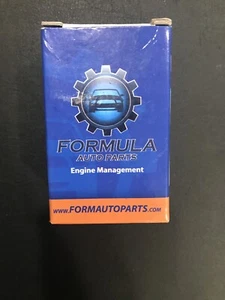 FORMULA
AUTO PARTS
Engine Management
WWW.FORMAUTOPARTS.COM